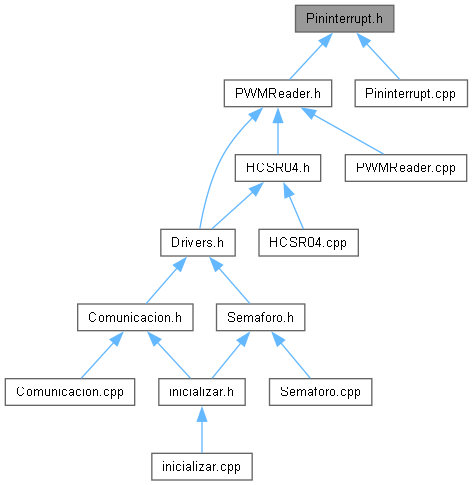 Pininterrupt.h
PWMReader.h
Pininterrupt.cpp
HCSR04.h
PWMReader.cpp
Drivers.h
HCSR04.cpp
Comunicacion.h
Semaforo.h
Comunicacion.cpp
inicializar.h
Semaforo.cpp
inicializar.cpp